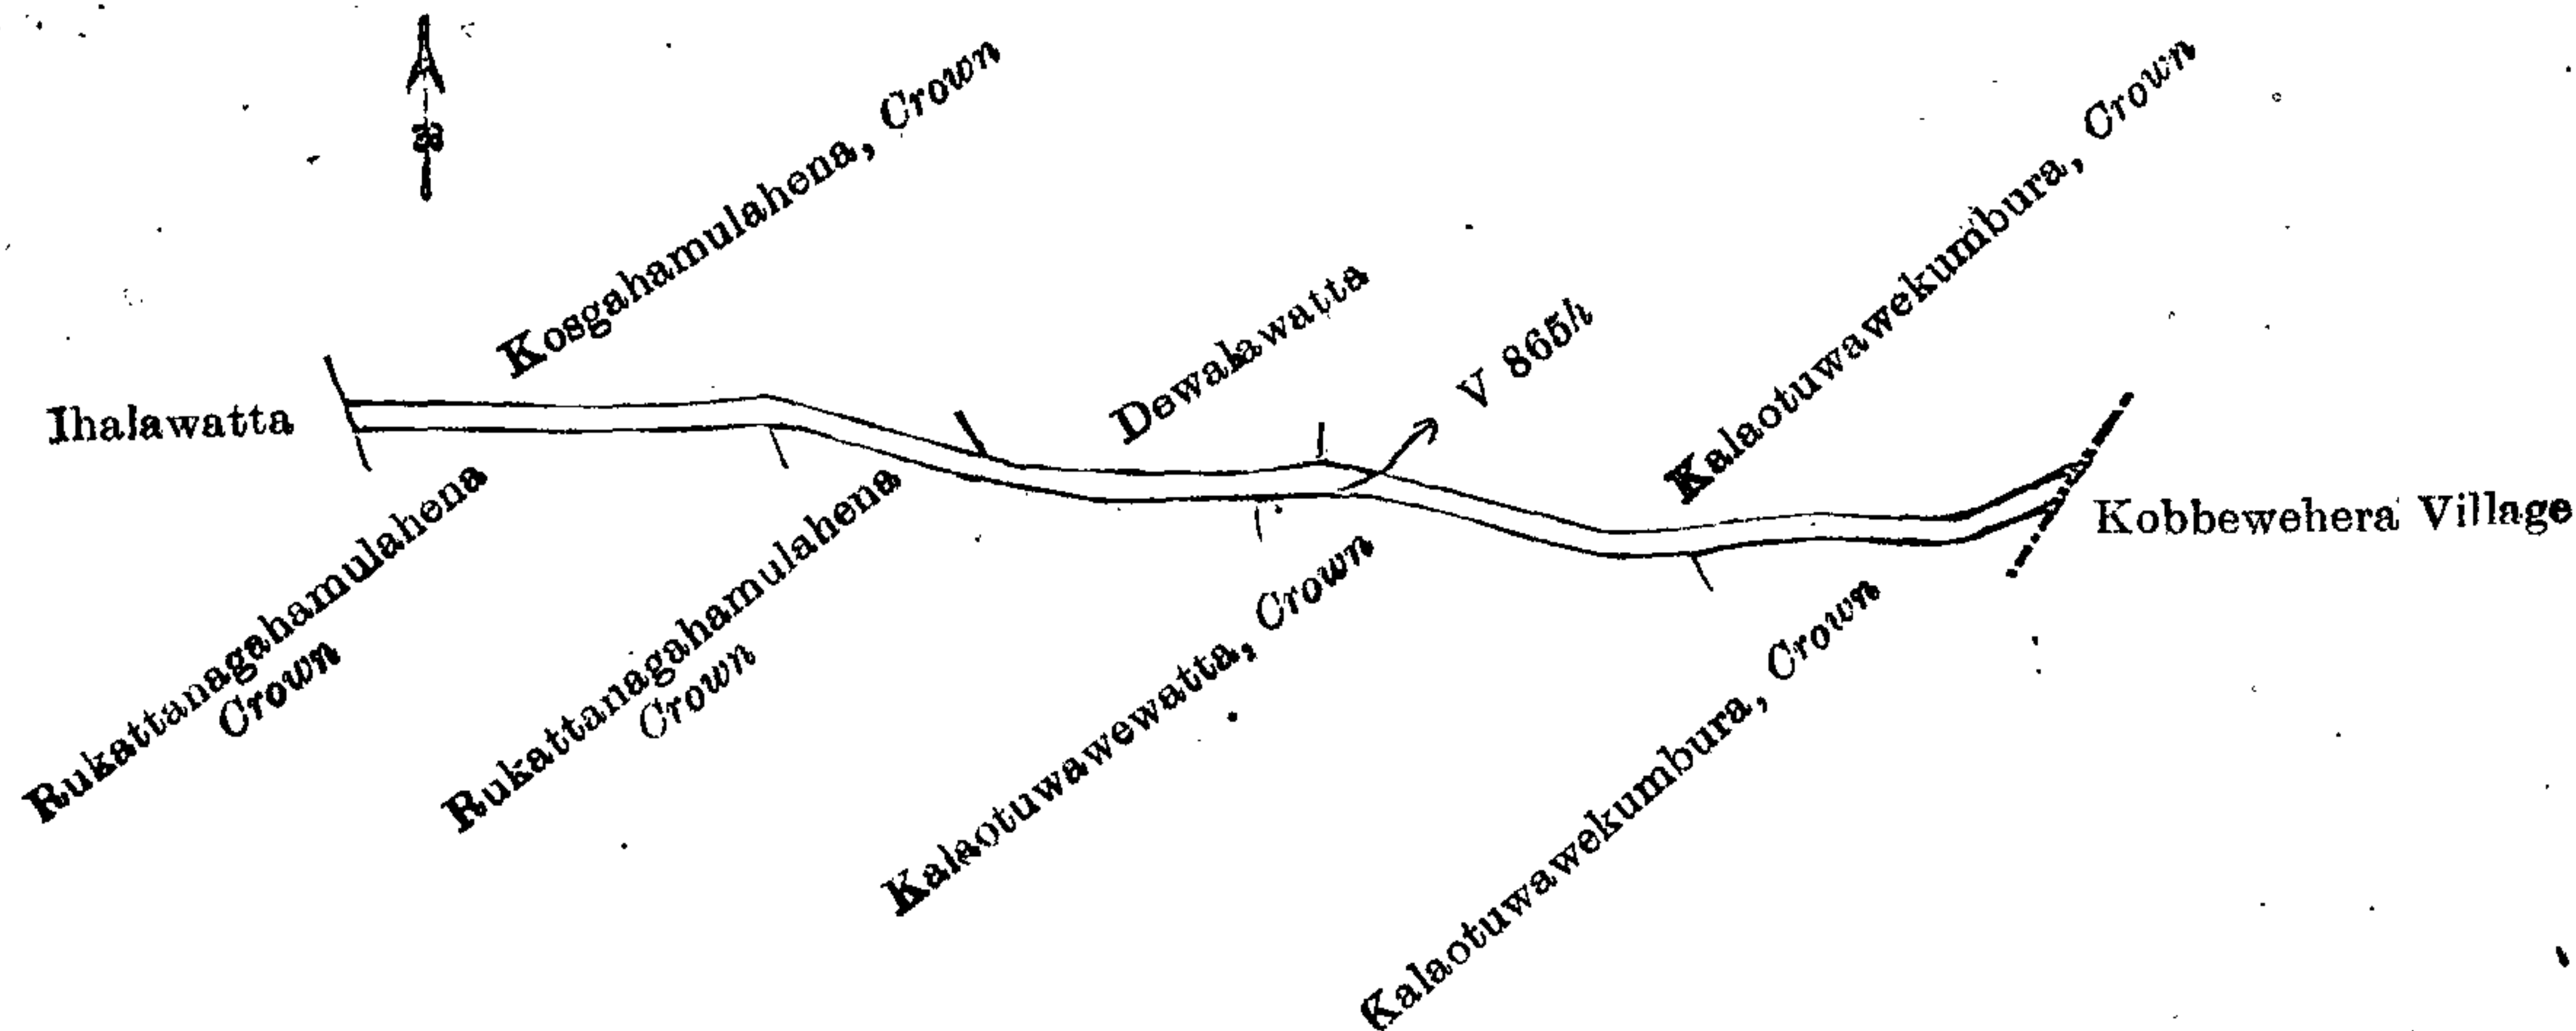 Kosgahamulahena, Crown
Kalaotuwawekumbura, Crown
Dewalawatta
V 865h
Ihalawatta
Kobbewehera Village
Rukattanagahamulahena
Crown
Rukattanagahamulahena
Crown
Kalaotuwawewatta, Crown
Kalaotuwawekumbura, Crown